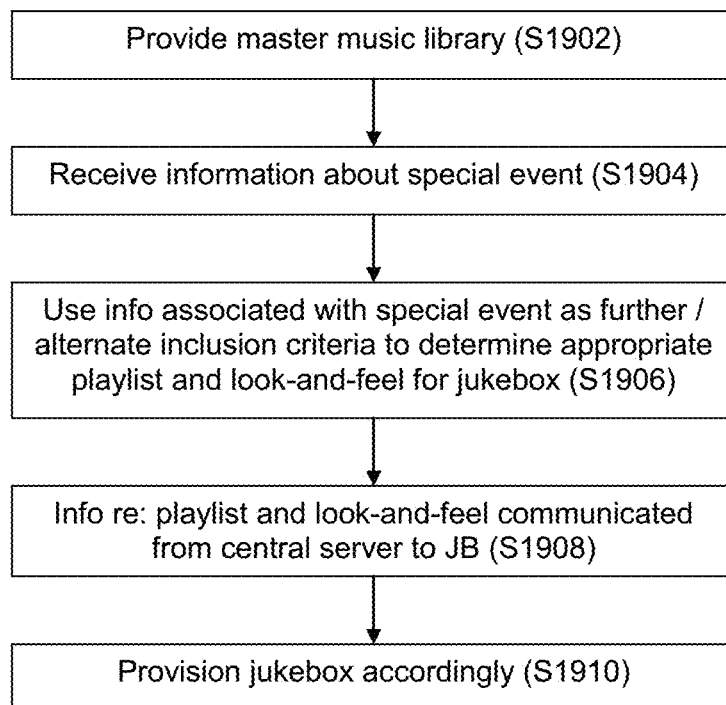 Provide master music library (S1902)
Receive information about special event (S1904)
Use info associated with special event as further /
alternate inclusion criteria to determine appropriate
playlist and look-and-feel for jukebox (S1906)
Info re: playlist and look-and-feel communicated
from central server to JB (S1908)
Provision jukebox accordingly (S1910)